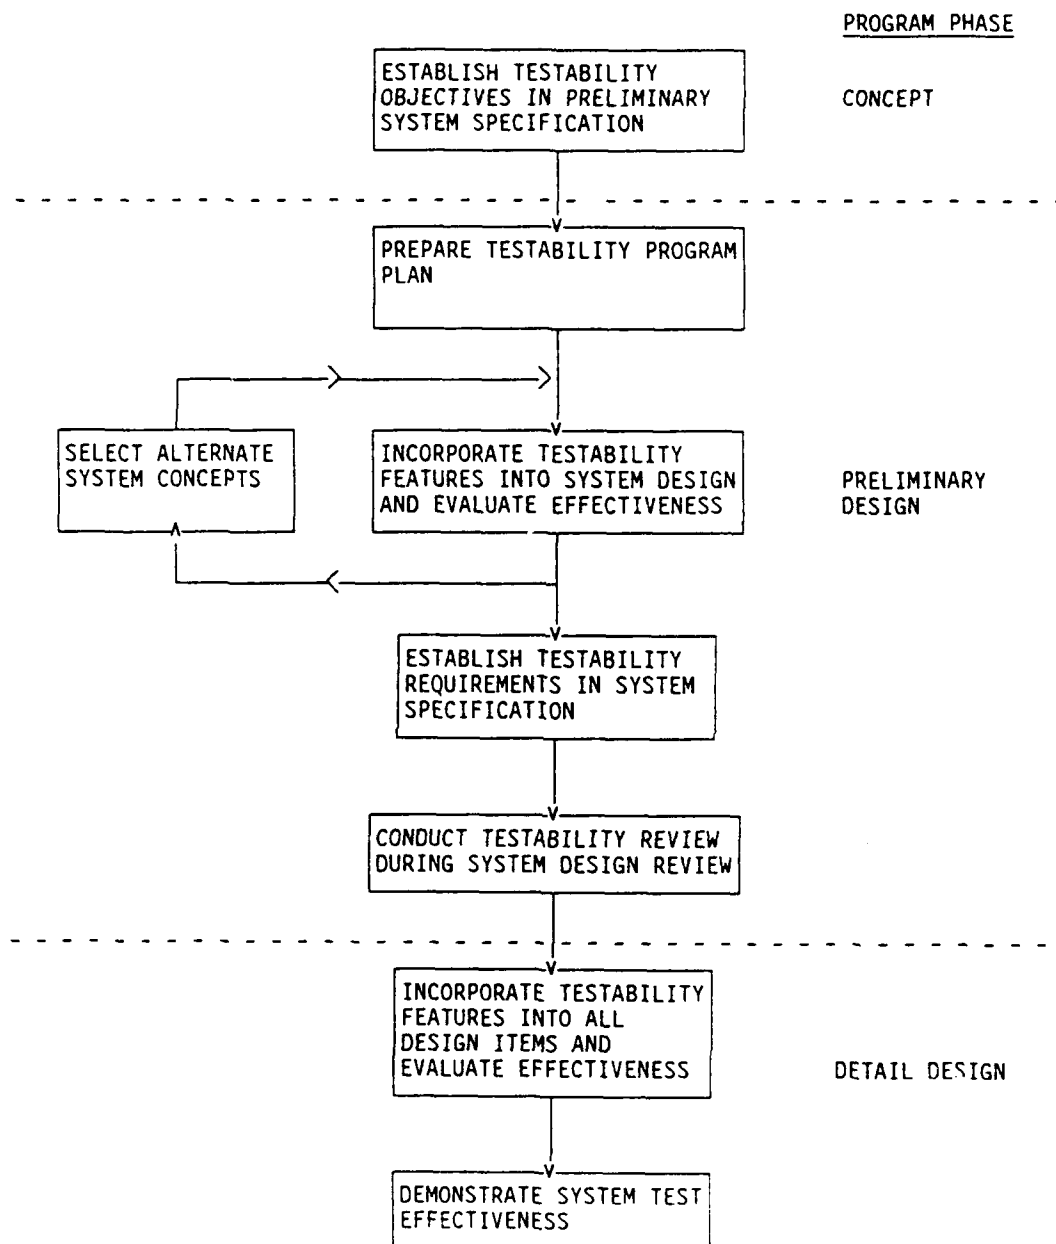 PROGRAM PHASE
ESTABLISH TESTABILITY
OBJECTIVES IN PRELIMINARY
SYSTEM SPECIFICATION
CONCEPT
PREPARE TESTABILITY PROGRAM
PLAN
SELECT ALTERNATE
SYSTEM CONCEPTS
INCORPORATE TESTABILITY
FEATURES INTO SYSTEM DESIGN
AND EVALUATE EFFECTIVENESS
PRELIMINARY
DESIGN
ESTABLISH TESTABILITY
REQUIREMENTS IN SYSTEM
SPECIFICATION
CONDUCT TESTABILITY REVIEW
DURING SYSTEM DESIGN REVIEW
INCORPORATE TESTABILITY
FEATURES INTO ALL
DESIGN ITEMS AND
EVALUATE EFFECTIVENESS
DETAIL DESIGN
DEMONSTRATE SYSTEM TEST
EFFECTIVENESS